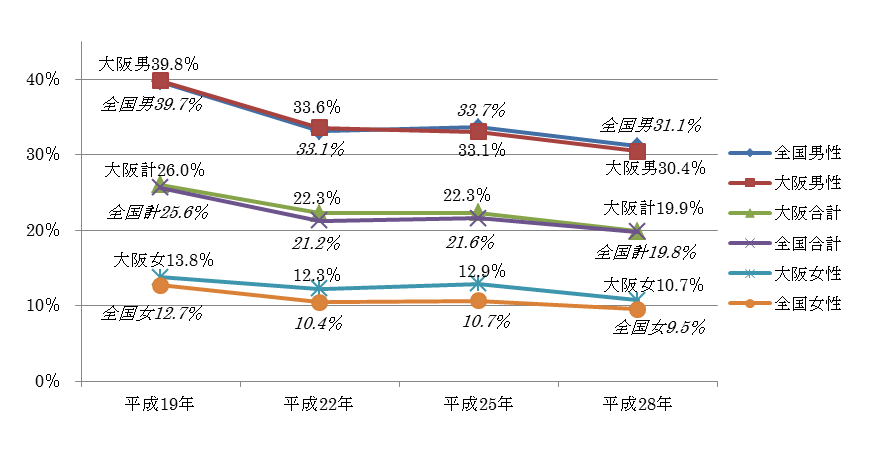 大阪男39.8%
40%
全国男39.7%
33.6%
33.7%
全国男31.1%
33.1%
33.1%
30%
大阪男30.4%
大阪計26.0%
22.3%
22.3%
大阪計19.9%
全国計25.6%
21.2%
21.6%
全国計19.8%
20%
大阪女13.8%
12.3%
12.9%
大阪女10.7%
10%
全国女12.7%
10.4%
10.7%
全国女9.5%
0%
平成19年
平成22年
平成25年
平成28年
全国男性
大阪男性
大阪合計
全国合計
大阪女性
全国女性